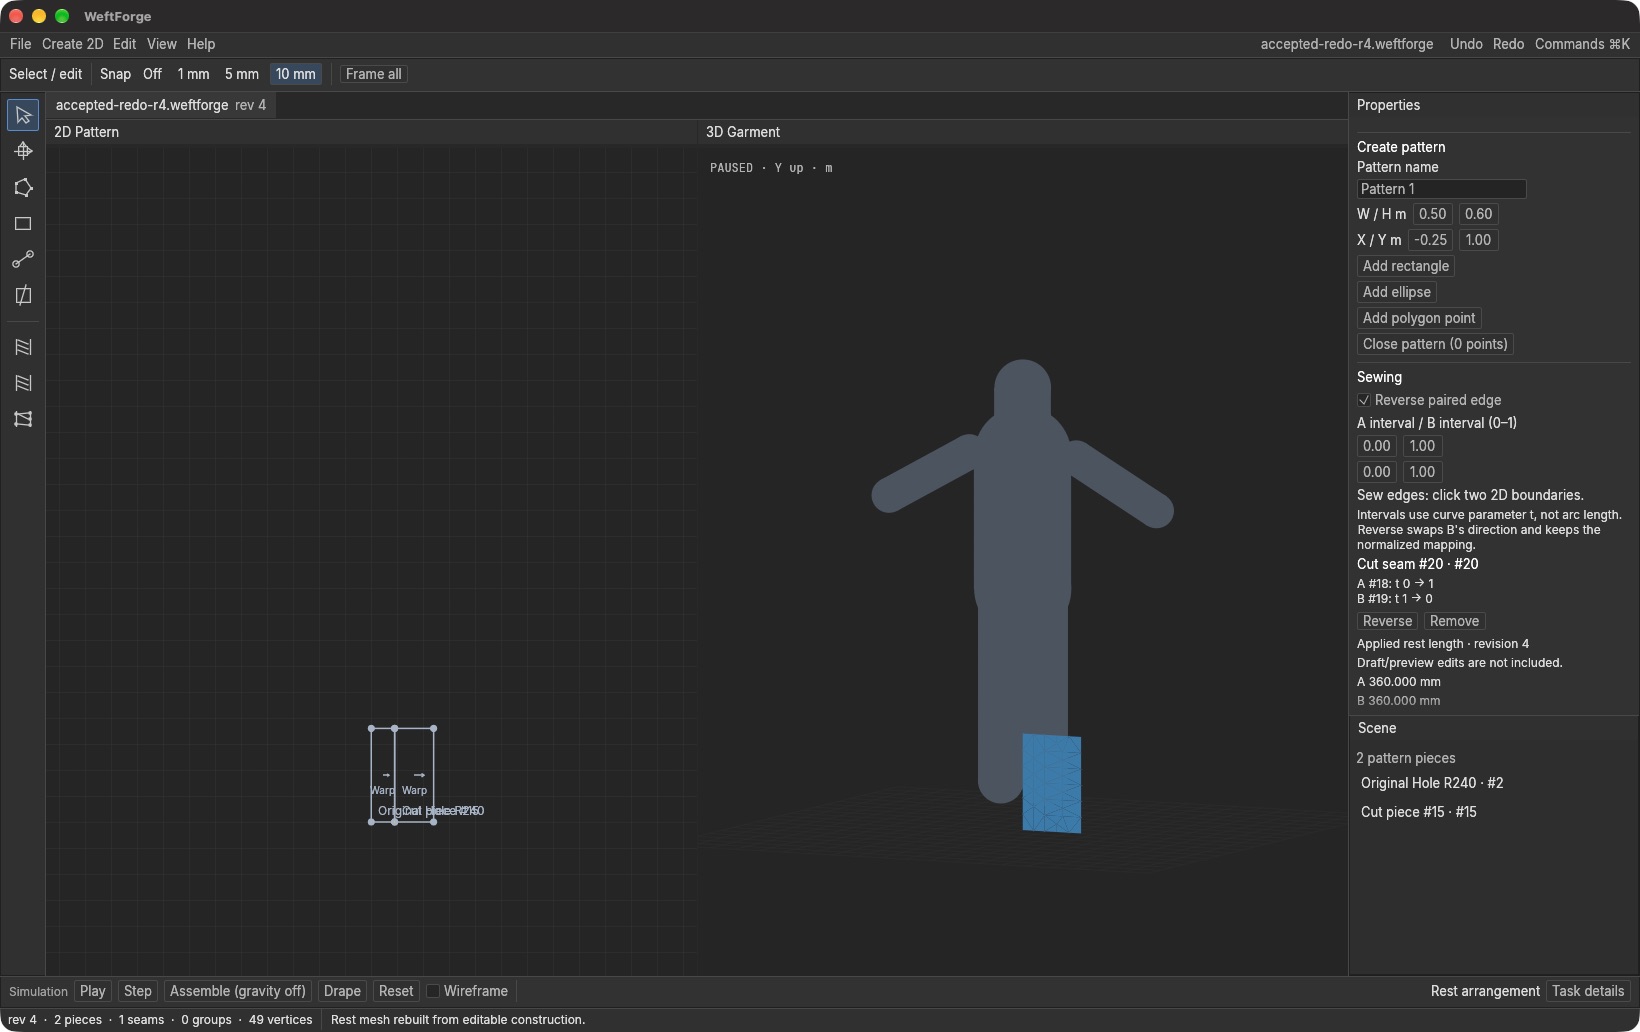 WeftForge
File Create 2D Edit View Help accepted-redo-r4.weftforge Undo Redo Commands ⌘K
Select / edit Snap Off 1 mm 5 mm 10 mm Frame all
accepted-redo-r4.weftforge rev 4
2D Pattern
Warp Warp
Original Hole R240
Cut piece #15
3D Garment
PAUSED · Y up · m
Properties
Create pattern
Pattern name
Pattern 1
W / H m 0.50 0.60
X / Y m -0.25 1.00
Add rectangle
Add ellipse
Add polygon point
Close pattern (0 points)
Sewing
Reverse paired edge
A interval / B interval (0–1)
0.00 1.00
0.00 1.00
Sew edges: click two 2D boundaries.
Intervals use curve parameter t, not arc length.
Reverse swaps B's direction and keeps the
normalized mapping.
Cut seam #20 · #20
A #18: t 0 → 1
B #19: t 1 → 0
Reverse Remove
Applied rest length · revision 4
Draft/preview edits are not included.
A 360.000 mm
B 360.000 mm
Scene
2 pattern pieces
Original Hole R240 · #2
Cut piece #15 · #15
Simulation Play Step Assemble (gravity off) Drape Reset Wireframe Rest arrangement Task details
rev 4 · 2 pieces · 1 seams · 0 groups · 49 vertices Rest mesh rebuilt from editable construction.